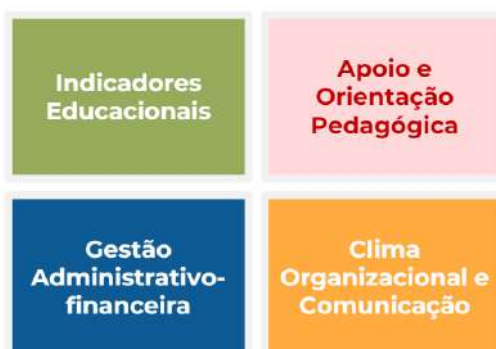 Indicadores
Educacionais
Apoio e
Orientação
Pedagógica
Gestão
Administrativo-
financeira
Clima
Organizacional e
Comunicação